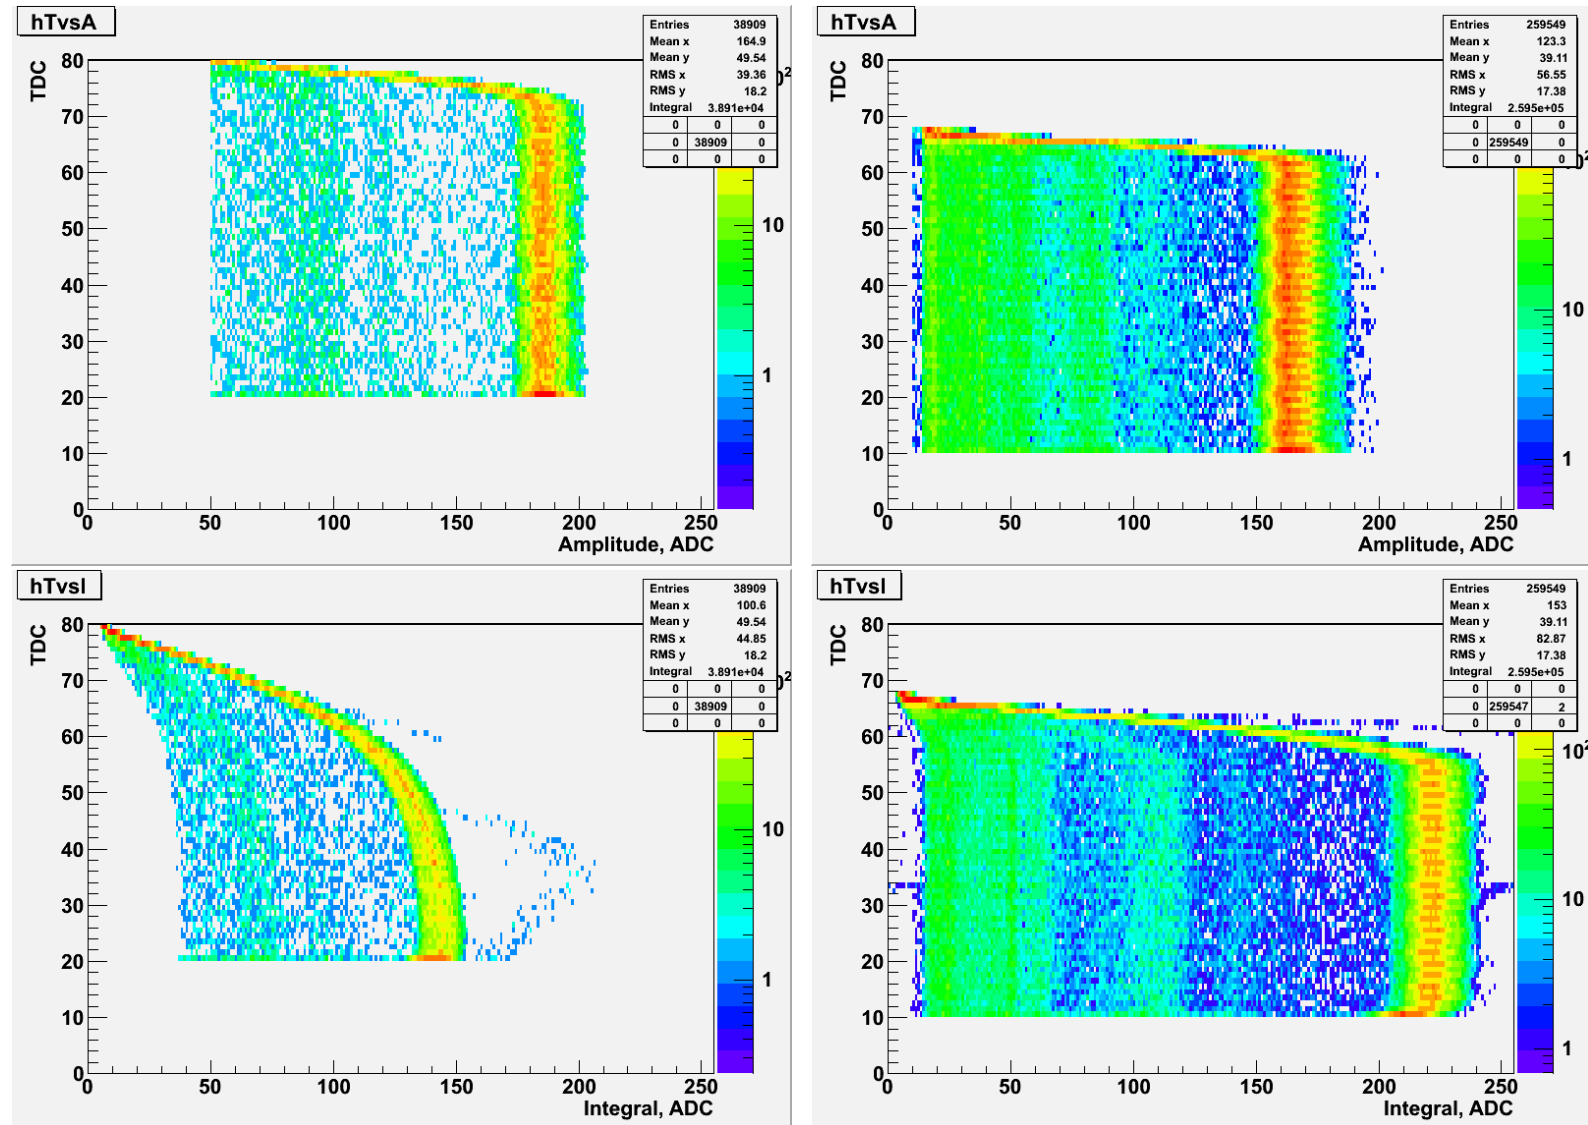 hTvsA
Entries 38909
Mean x 164.9
Mean y 49.54
RMS x 39.36
RMS y 18.2
Integral 3.891e+04
0 0 0
0 38909 0
0 0 0
TDC
80
70
60
50
40
30
20
10
0
0 50 100 150 200 250
Amplitude, ADC
10
1
hTvsA
Entries 259549
Mean x 123.3
Mean y 39.11
RMS x 56.55
RMS y 17.38
Integral 2.595e+05
0 0 0
0 259549 0
0 0 0
TDC
80
70
60
50
40
30
20
10
0
0 50 100 150 200 250
Amplitude, ADC
10
1
hTvsI
Entries 38909
Mean x 100.6
Mean y 49.54
RMS x 44.85
RMS y 18.2
Integral 3.891e+04
0 0 0
0 38909 0
0 0 0
TDC
80
70
60
50
40
30
20
10
0
0 50 100 150 200 250
Integral, ADC
10
1
hTvsI
Entries 259549
Mean x 153
Mean y 39.11
RMS x 82.87
RMS y 17.38
Integral 2.595e+05
0 0 0
0 259547 2
0 0 0
TDC
80
70
60
50
40
30
20
10
0
0 50 100 150 200 250
Integral, ADC
10²
10
1